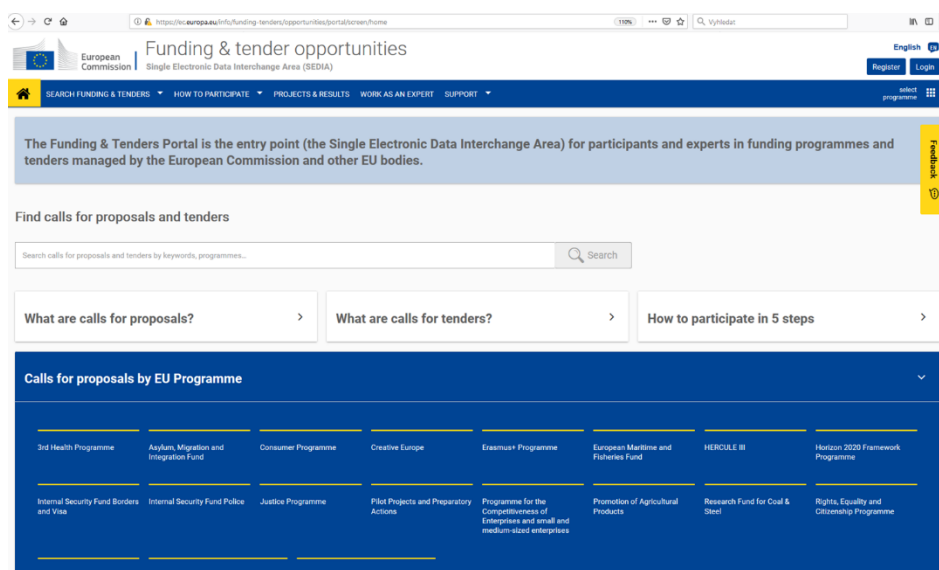 https://ec.europa.eu/info/funding-tenders/opportunities/portal/screen/home
110%
Vyhledat
European
Commission
Funding & tender opportunities
Single Electronic Data Interchange Area (SEDIA)
English EN
Register Login
SEARCH FUNDING & TENDERS HOW TO PARTICIPATE PROJECTS & RESULTS WORK AS AN EXPERT SUPPORT
select
programme
The Funding & Tenders Portal is the entry point (the Single Electronic Data Interchange Area) for participants and experts in funding programmes and
tenders managed by the European Commission and other EU bodies.
Feedback
Find calls for proposals and tenders
Search calls for proposals and tenders by keywords, programmes...
Search
What are calls for proposals?
What are calls for tenders?
How to participate in 5 steps
Calls for proposals by EU Programme
3rd Health Programme
Asylum, Migration and
Integration Fund
Consumer Programme
Creative Europe
Erasmus+ Programme
European Maritime and
Fisheries Fund
HERCULE III
Horizon 2020 Framework
Programme
Internal Security Fund Borders
and Visa
Internal Security Fund Police
Justice Programme
Pilot Projects and Preparatory
Actions
Programme for the
Competitiveness of
Enterprises and small and
medium-sized enterprises
Promotion of Agricultural
Products
Research Fund for Coal &
Steel
Rights, Equality and
Citizenship Programme